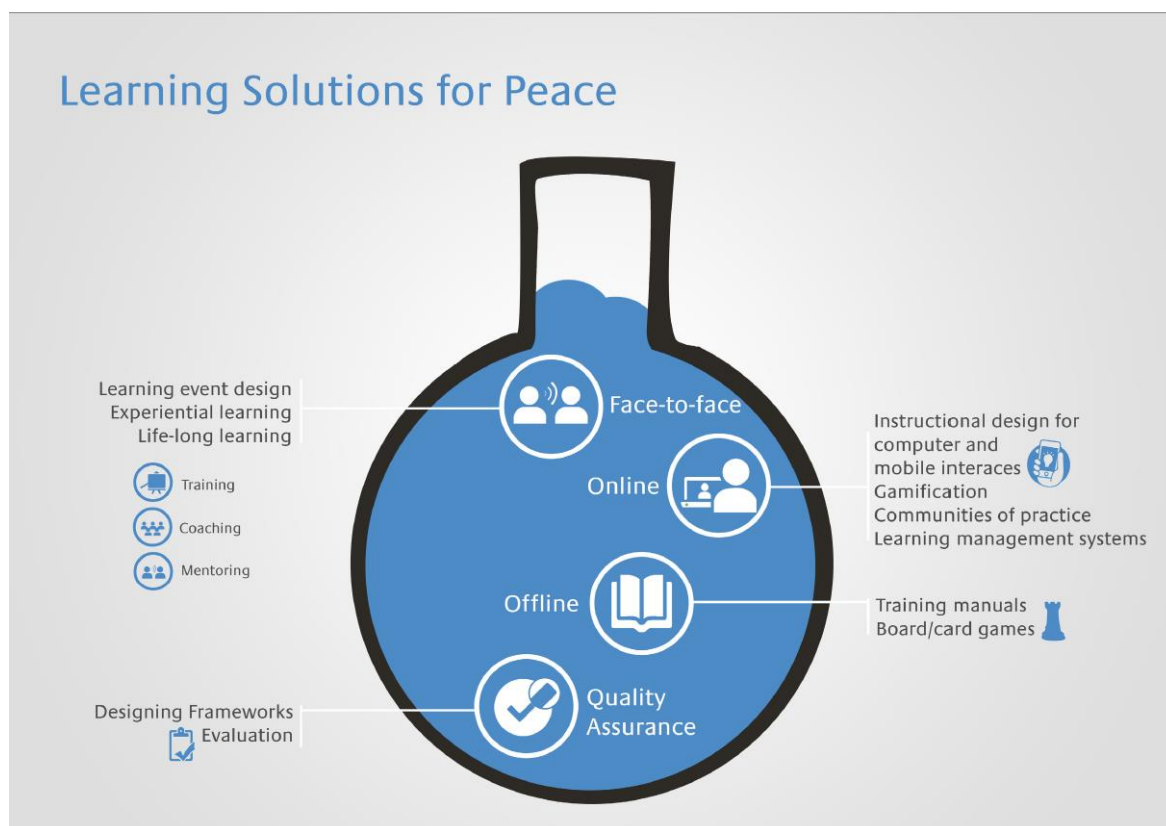 Learning Solutions for Peace
Learning event design
Experiential learning
Life-long learning
Training
Coaching
Mentoring
Face-to-face
Online
Instructional design for
computer and
mobile interaces
Gamification
Communities of practice
Learning management systems
Offline
Training manuals
Board/card games
Quality
Assurance
Designing Frameworks
Evaluation